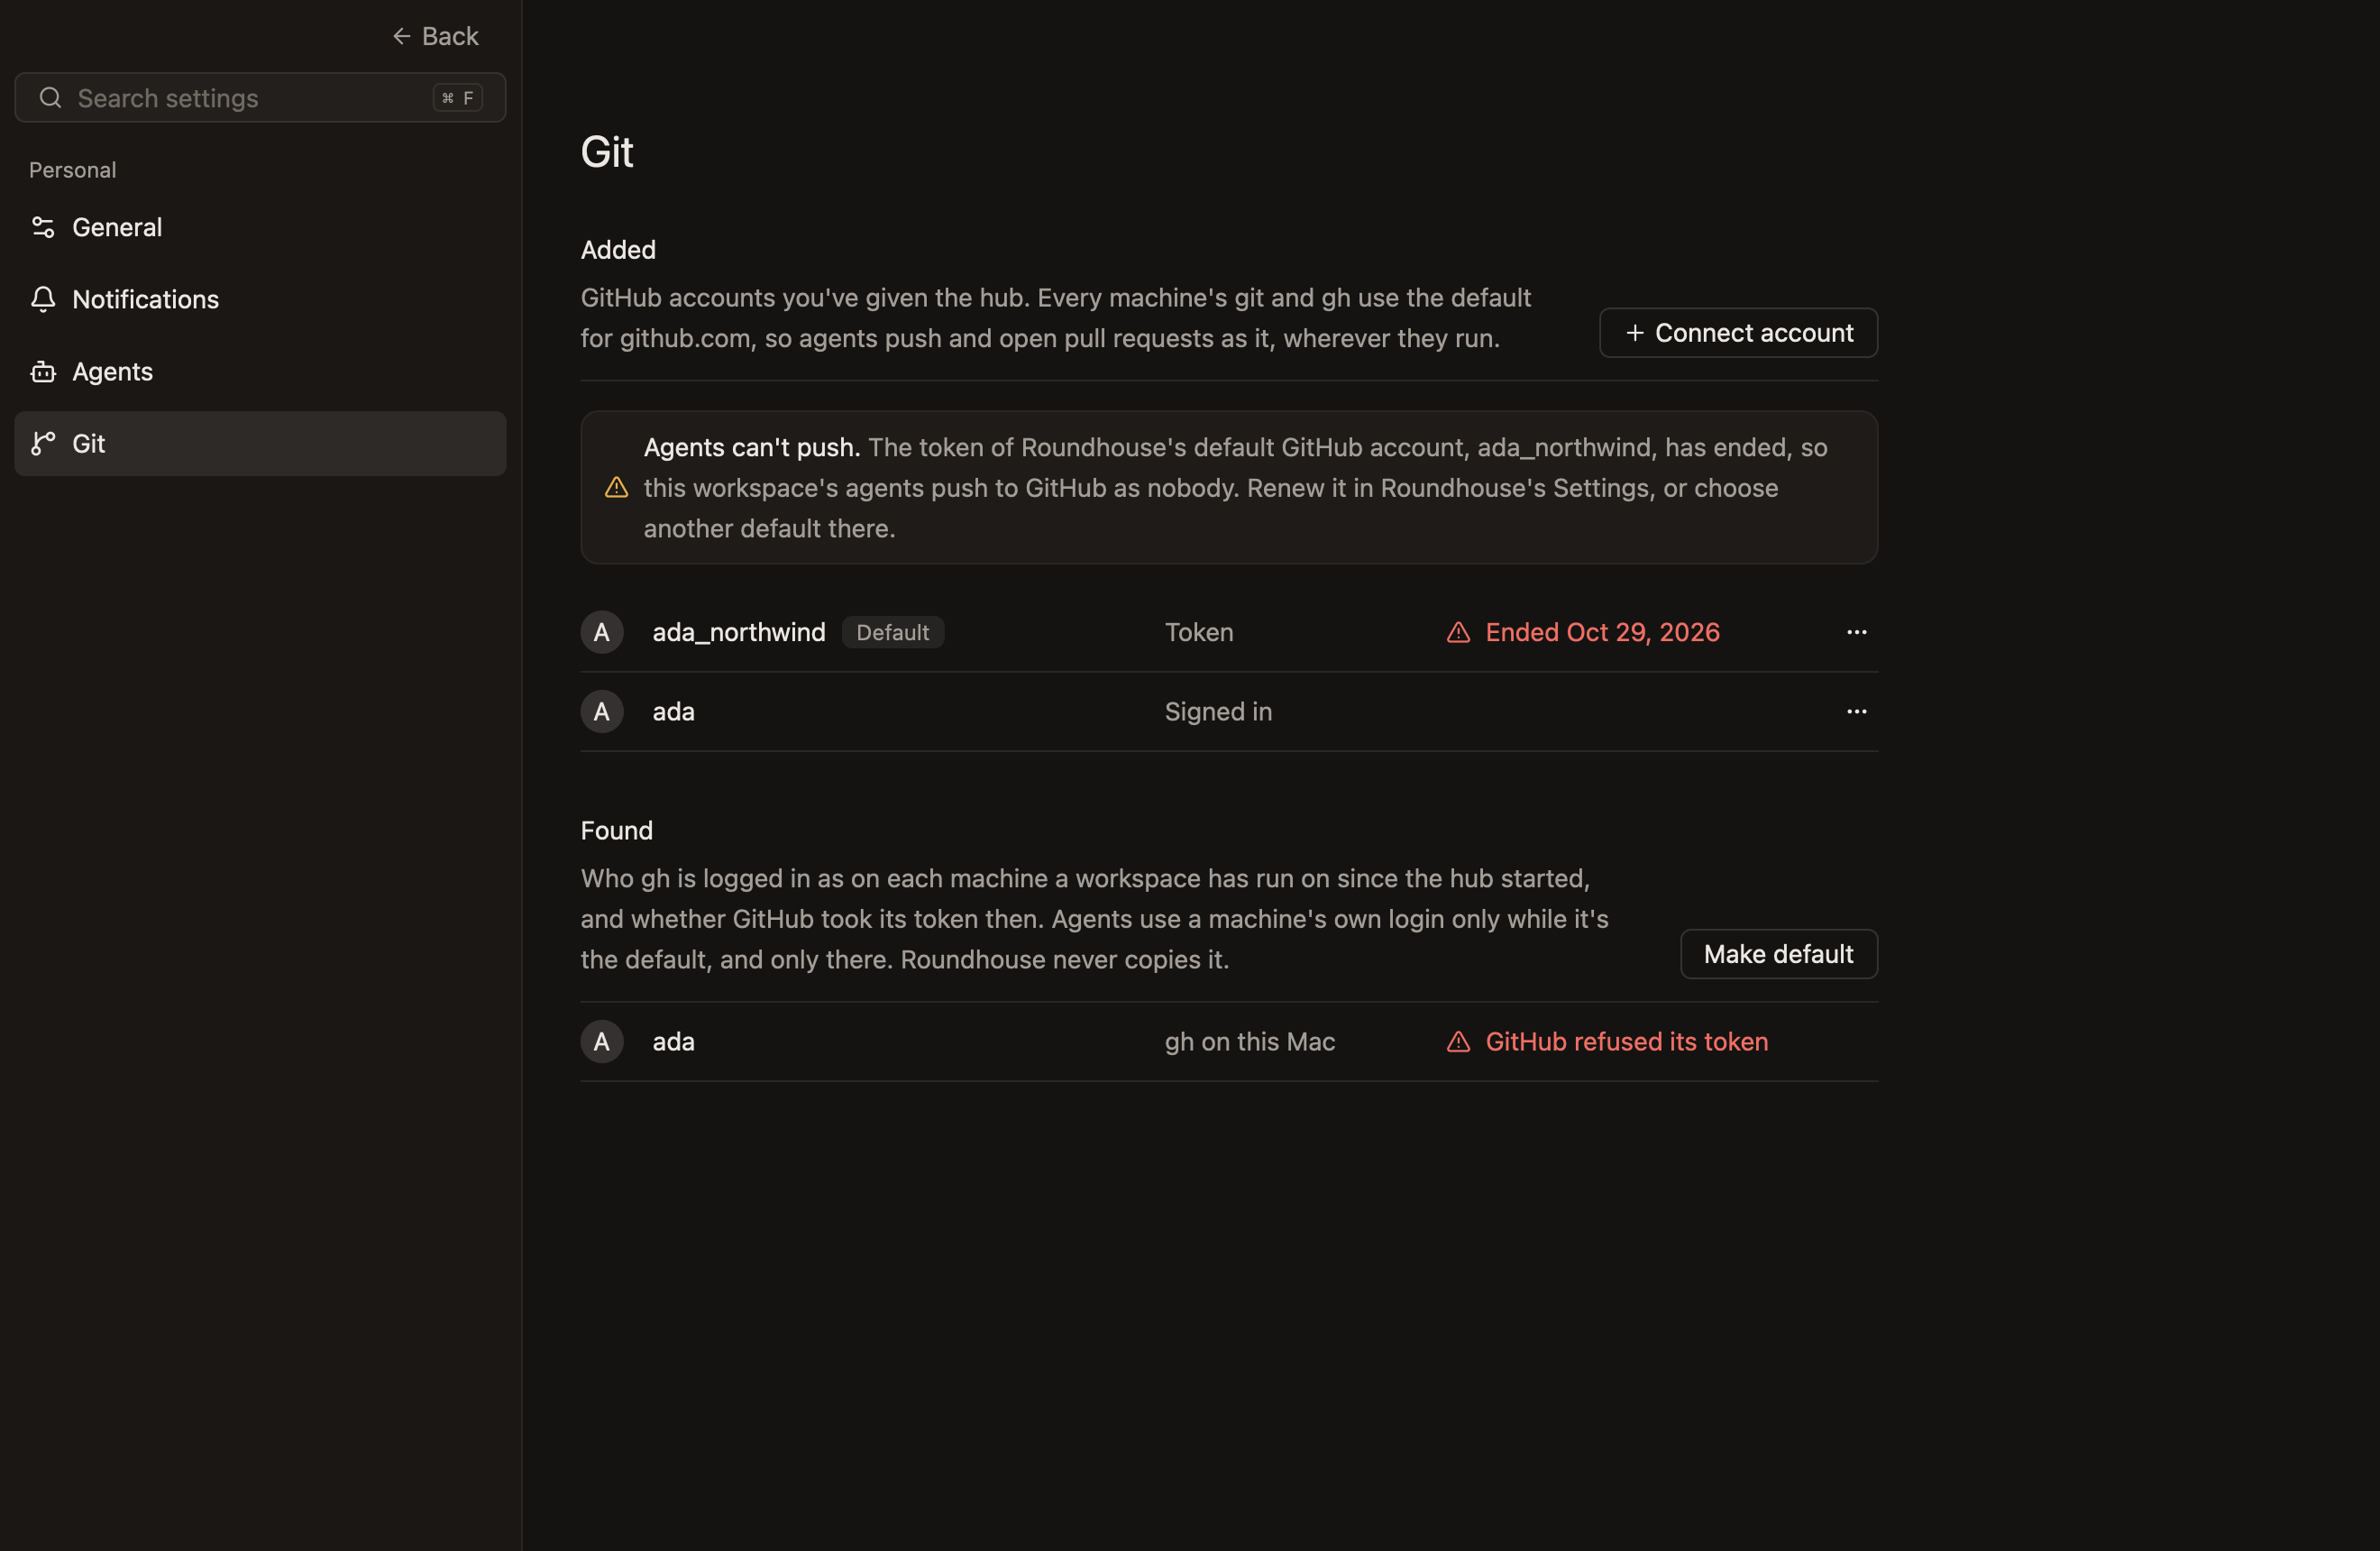 Back
Search settings
⌘ F
Personal
General
Notifications
Agents
Git
Git
Added
GitHub accounts you've given the hub. Every machine's git and gh use the default
for github.com, so agents push and open pull requests as it, wherever they run.
Connect account
Agents can't push. The token of Roundhouse's default GitHub account, ada_northwind, has ended, so
this workspace's agents push to GitHub as nobody. Renew it in Roundhouse's Settings, or choose
another default there.
A ada_northwind Default Token Ended Oct 29, 2026
A ada Signed in
Found
Who gh is logged in as on each machine a workspace has run on since the hub started,
and whether GitHub took its token then. Agents use a machine's own login only while it's
the default, and only there. Roundhouse never copies it.
Make default
A ada gh on this Mac GitHub refused its token